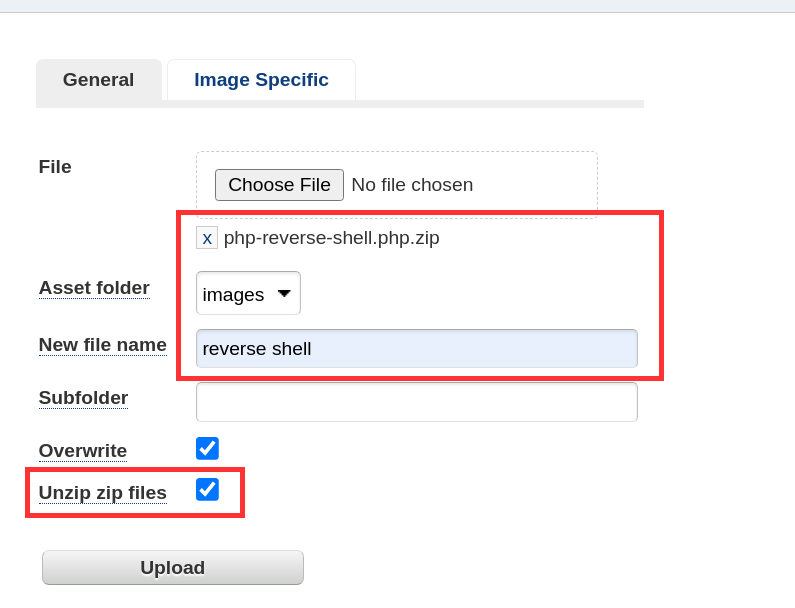 General Image Specific
File
Choose File No file chosen
x php-reverse-shell.php.zip
Asset folder images
New file name reverse shell
Subfolder
Overwrite
Unzip zip files
Upload